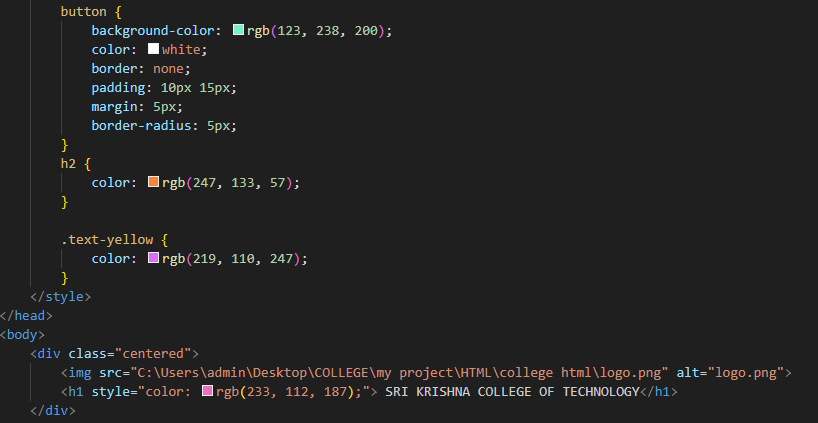 button {
background-color: rgb(123, 238, 200);
color: white;
border: none;
padding: 10px 15px;
margin: 5px;
border-radius: 5px;
}
h2 {
color: rgb(247, 133, 57);
}
.text-yellow {
color: rgb(219, 110, 247);
}
</style>
</head>
<body>
<div class="centered">
<img src="C:\Users\admin\Desktop\COLLEGE\my project\HTML\college html\logo.png" alt="logo.png">
<h1 style="color: rgb(233, 112, 187);"> SRI KRISHNA COLLEGE OF TECHNOLOGY</h1>
</div>